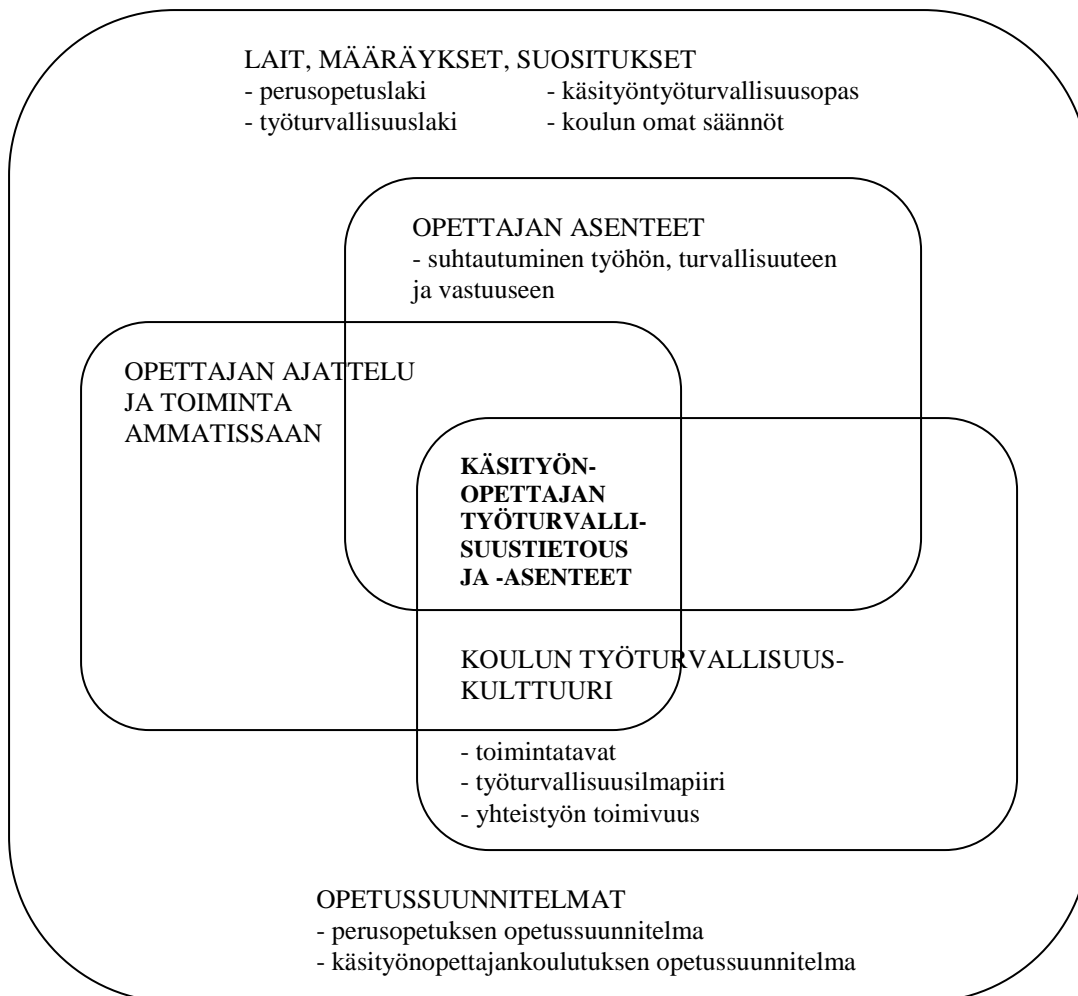 LAIT, MÄÄRÄYKSET, SUOSITUKSET
- perusopetuslaki - käsityöntyöturvallisuusopas
- työturvallisuuslaki - koulun omat säännöt
OPETTAJAN ASENTEET
- suhtautuminen työhön, turvallisuuteen
ja vastuuseen
OPETTAJAN AJATTELU
JA TOIMINTA
AMMATISSAAN
KÄSITYÖN-
OPETTAJAN
TYÖTURVALLI-
SUUSTIETOUS
JA -ASENTEET
KOULUN TYÖTURVALLISUUS-
KULTTUURI
- toimintatavat
- työturvallisuusilmapiiri
- yhteistyön toimivuus
OPETUSSUUNNITELMAT
- perusopetuksen opetussuunnitelma
- käsityönopettajankoulutuksen opetussuunnitelma